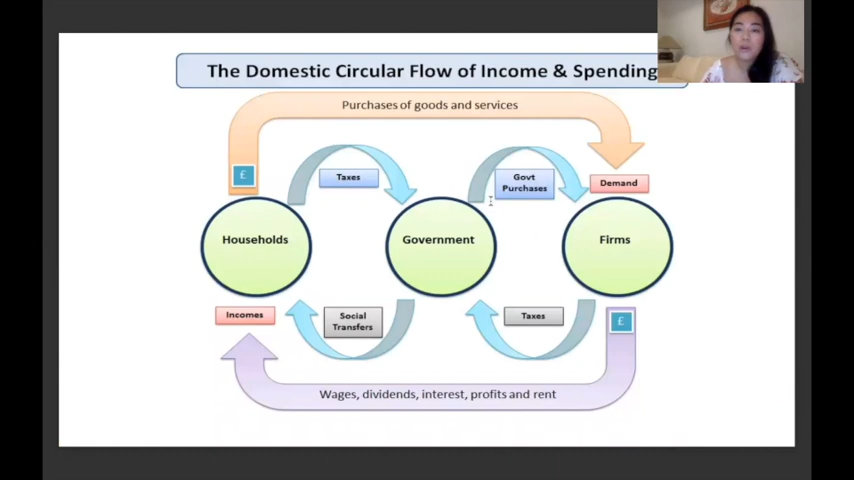 The Domestic Circular Flow of Income & Spending
Purchases of goods and services
£
Taxes
Govt
Purchases
Demand
Households
Government
Firms
Incomes
Social
Transfers
Taxes
£
Wages, dividends, interest, profits and rent